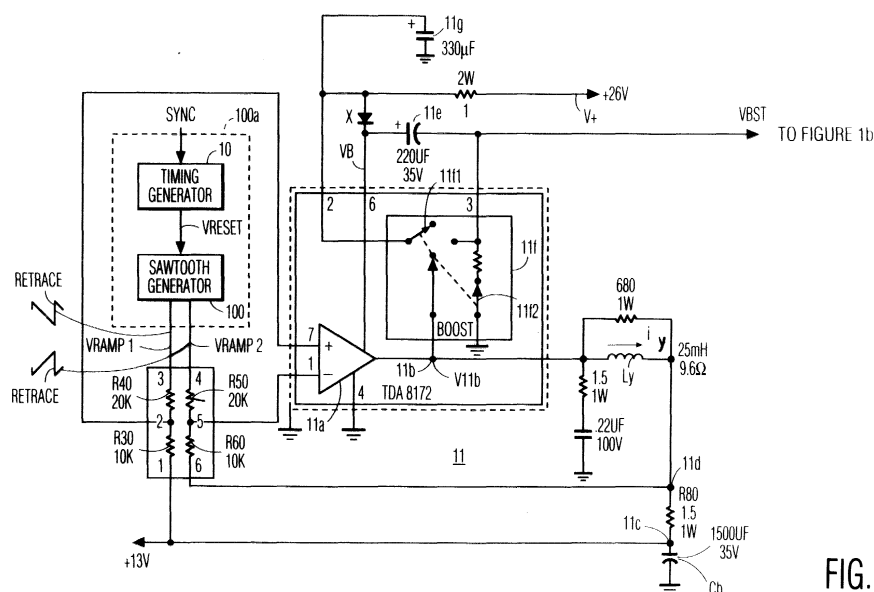 11g
330µF
2W
1
+26V
V+
SYNC
100a
X
11e
VBST
TO FIGURE 1b
10
TIMING
GENERATOR
VB
220UF
35V
11f1
2
6
3
VRESET
11f
RETRACE
SAWTOOTH
GENERATOR
100
680
1W
11f2
BOOST
i y
25mH
9.6Ω
Ly
VRAMP 1
VRAMP 2
7
+
1
−
11b
V11b
TDA 8172
RETRACE
3
4
R40
20K
R50
20K
11a
4
1.5
1W
2
5
.22UF
100V
R30
10K
R60
10K
11
1
6
11d
R80
1.5
1W
11c
+13V
1500UF
35V
Cb
FIG.